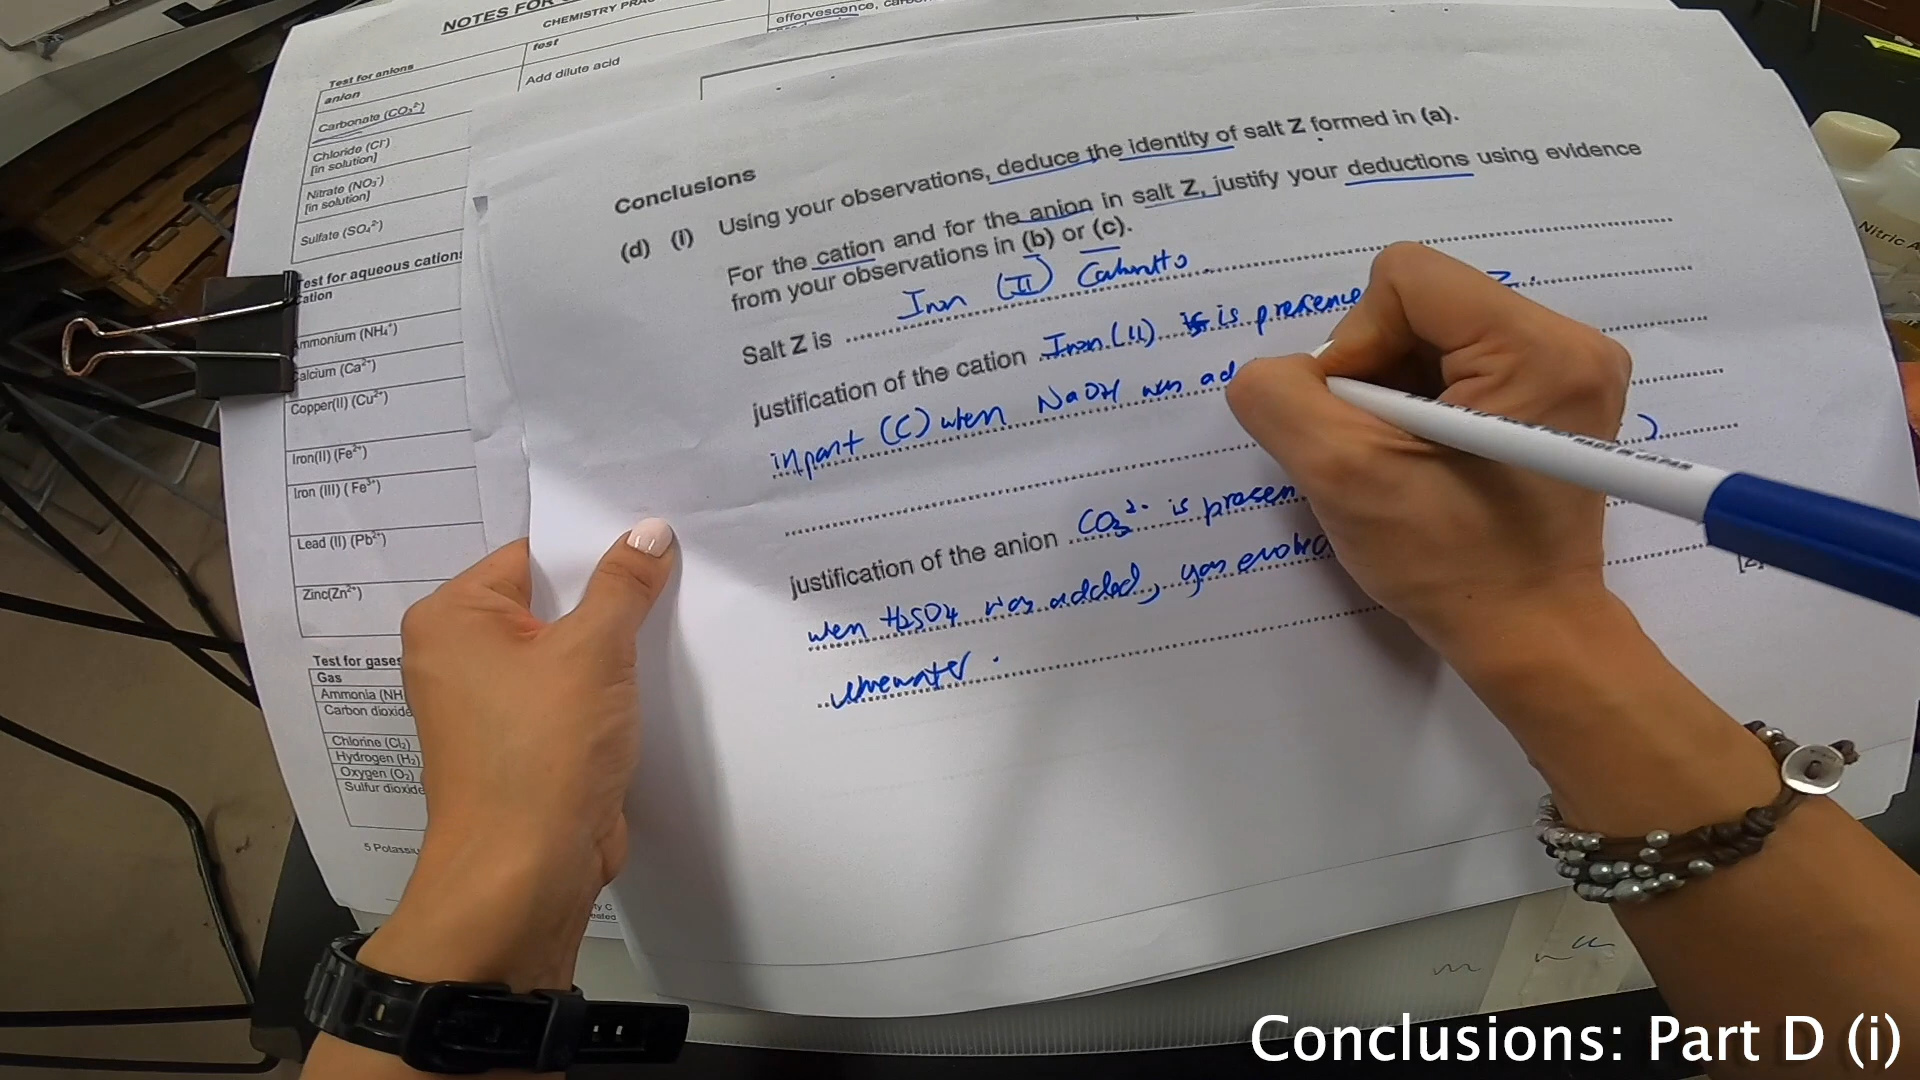 NOTES FOR
CHEMISTRY PRA
Test for anions
anion
test
effervescence,
Add dilute acid
Carbonate (CO₃²⁻)
Chloride (Cl⁻)
[in solution]
Nitrate (NO₃⁻)
[in solution]
Sulfate (SO₄²⁻)
Test for aqueous cations
Cation
Ammonium (NH₄⁺)
Calcium (Ca²⁺)
Copper(II) (Cu²⁺)
Iron(II) (Fe²⁺)
Iron (III) (Fe³⁺)
Lead (II) (Pb²⁺)
Zinc(Zn²⁺)
Test for gases
Gas
Ammonia (NH
Carbon dioxide
Chlorine (Cl₂)
Hydrogen (H₂)
Oxygen (O₂)
Sulfur dioxide
Conclusions
(d) (i) Using your observations, deduce the identity of salt Z formed in (a).
For the cation and for the anion in salt Z, justify your deductions using evidence
from your observations in (b) or (c).
Salt Z is Iron (II)
justification of the cation Iron (II) is presence Z.
in part (C) when NaOH was
justification of the anion CO₃²⁻ is
when H₂SO4 was added, gas
limewater.
Nitric A
Conclusions: Part D (i)